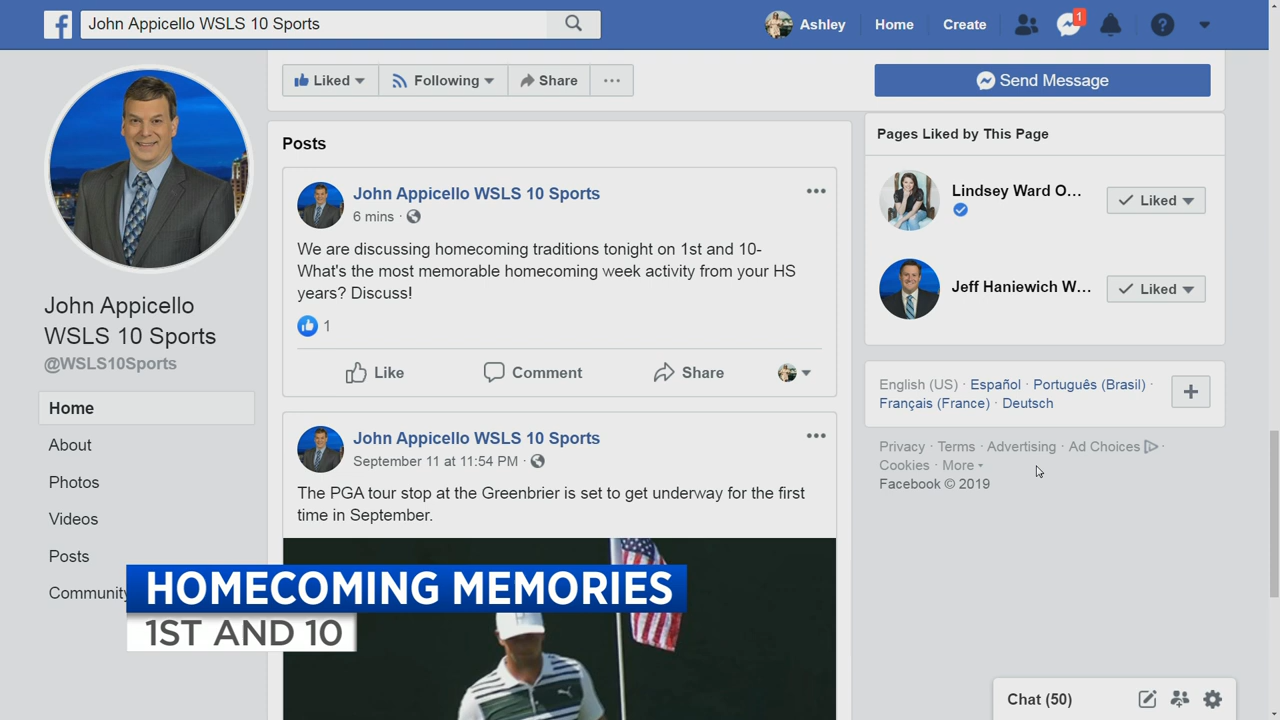 John Appicello WSLS 10 Sports
Ashley
Home
Create
1
Liked
Following
Share
Send Message
John Appicello
WSLS 10 Sports
@WSLS10Sports
Home
About
Photos
Videos
Posts
Community
Posts
John Appicello WSLS 10 Sports
6 mins ·
We are discussing homecoming traditions tonight on 1st and 10-
What's the most memorable homecoming week activity from your HS
years? Discuss!
1
Like
Comment
Share
John Appicello WSLS 10 Sports
September 11 at 11:54 PM ·
The PGA tour stop at the Greenbrier is set to get underway for the first
time in September.
Pages Liked by This Page
Lindsey Ward O...
Liked
Jeff Haniewich W...
Liked
English (US) · Español · Português (Brasil) ·
Français (France) · Deutsch
Privacy · Terms · Advertising · Ad Choices ·
Cookies · More
Facebook © 2019
HOMECOMING MEMORIES
1ST AND 10
Chat (50)